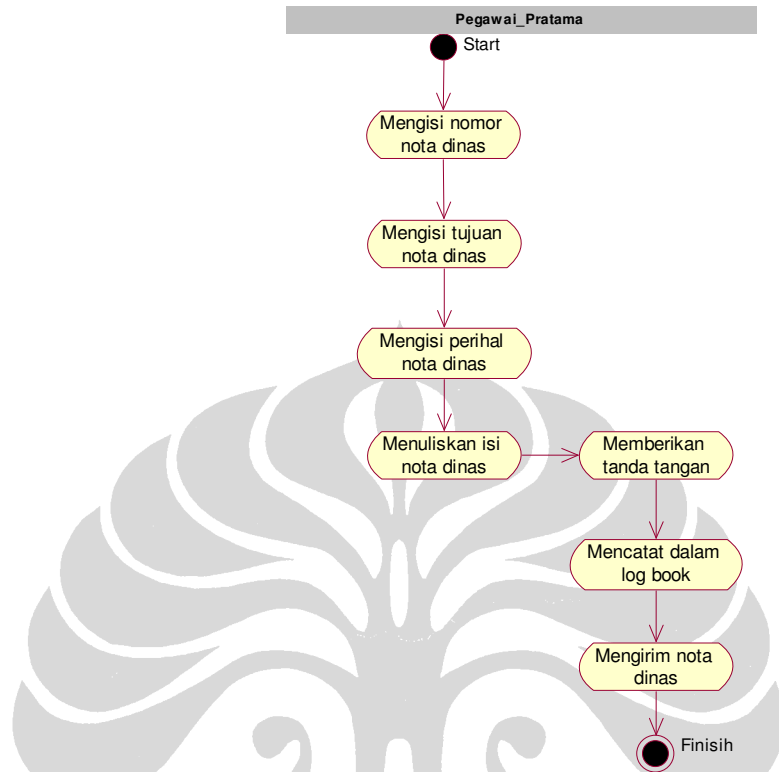 Pegawai_Pratama
Start
Mengisi nomor
nota dinas
Mengisi tujuan
nota dinas
Mengisi perihal
nota dinas
Menuliskan isi
nota dinas
Memberikan
tanda tangan
Mencatat dalam
log book
Mengirim nota
dinas
Finisih